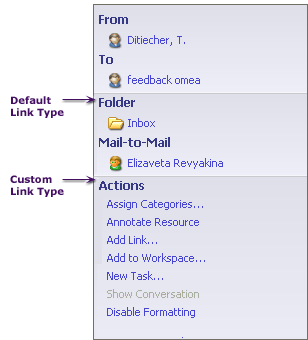 From
Ditiecher, T.
To
feedback omea
Default
Link Type
Folder
Inbox
Mail-to-Mail
Elizaveta Revyakina
Custom
Link Type
Actions
Assign Categories...
Annotate Resource
Add Link...
Add to Workspace...
New Task...
Show Conversation
Disable Formatting